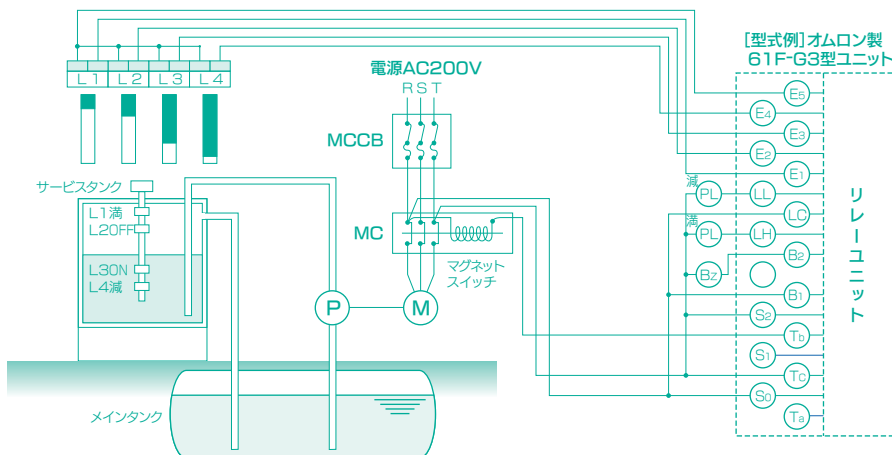 [型式例]オムロン製
61F-G3型ユニット
L1 L2 L3 L4
電源AC200V
R S T
MCCB
MC
マグネット
スイッチ
サービスタンク
L1満
L2OFF
L3ON
L4減
P
M
メインタンク
E5
E4
E3
E2
E1
減
PL
LL
LC
満
PL
LH
B2
BZ
B1
S2
Tb
S1
Tc
S0
Ta
リレーユニット